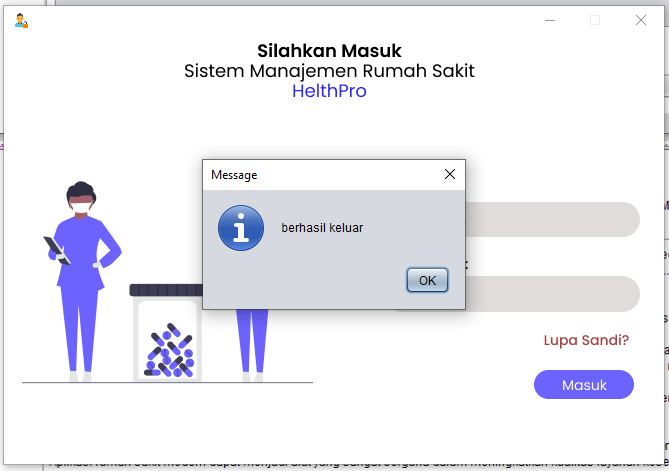 Silahkan Masuk
Sistem Manajemen Rumah Sakit
HelthPro
Message
berhasil keluar
OK
:
Lupa Sandi?
Masuk